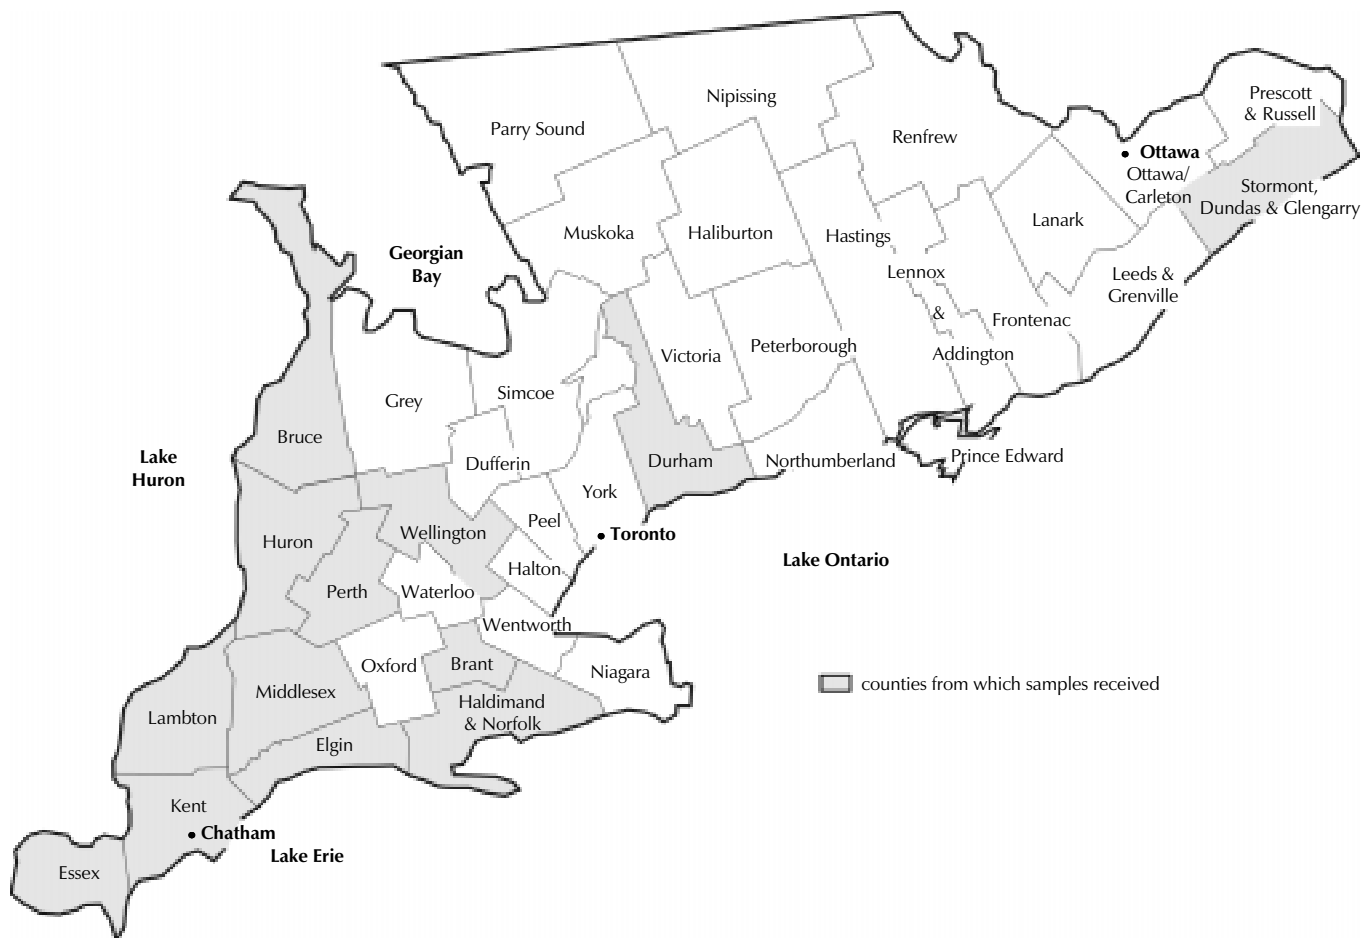 Prescott
& Russell
Nipissing
Parry Sound
Renfrew
Ottawa
Ottawa/
Carleton
Stormont,
Dundas & Glengarry
Lanark
Muskoka
Haliburton
Hastings
Georgian
Bay
Lennox
&
Addington
Leeds &
Grenville
Frontenac
Peterborough
Victoria
Simcoe
Grey
Bruce
Lake
Huron
Dufferin
Durham
Northumberland
Prince Edward
York
Peel
Toronto
Wellington
Huron
Lake Ontario
Halton
Perth
Waterloo
Wentworth
Oxford
Brant
Niagara
Middlesex
counties from which samples received
Haldimand
& Norfolk
Lambton
Elgin
Kent
Chatham
Lake Erie
Essex